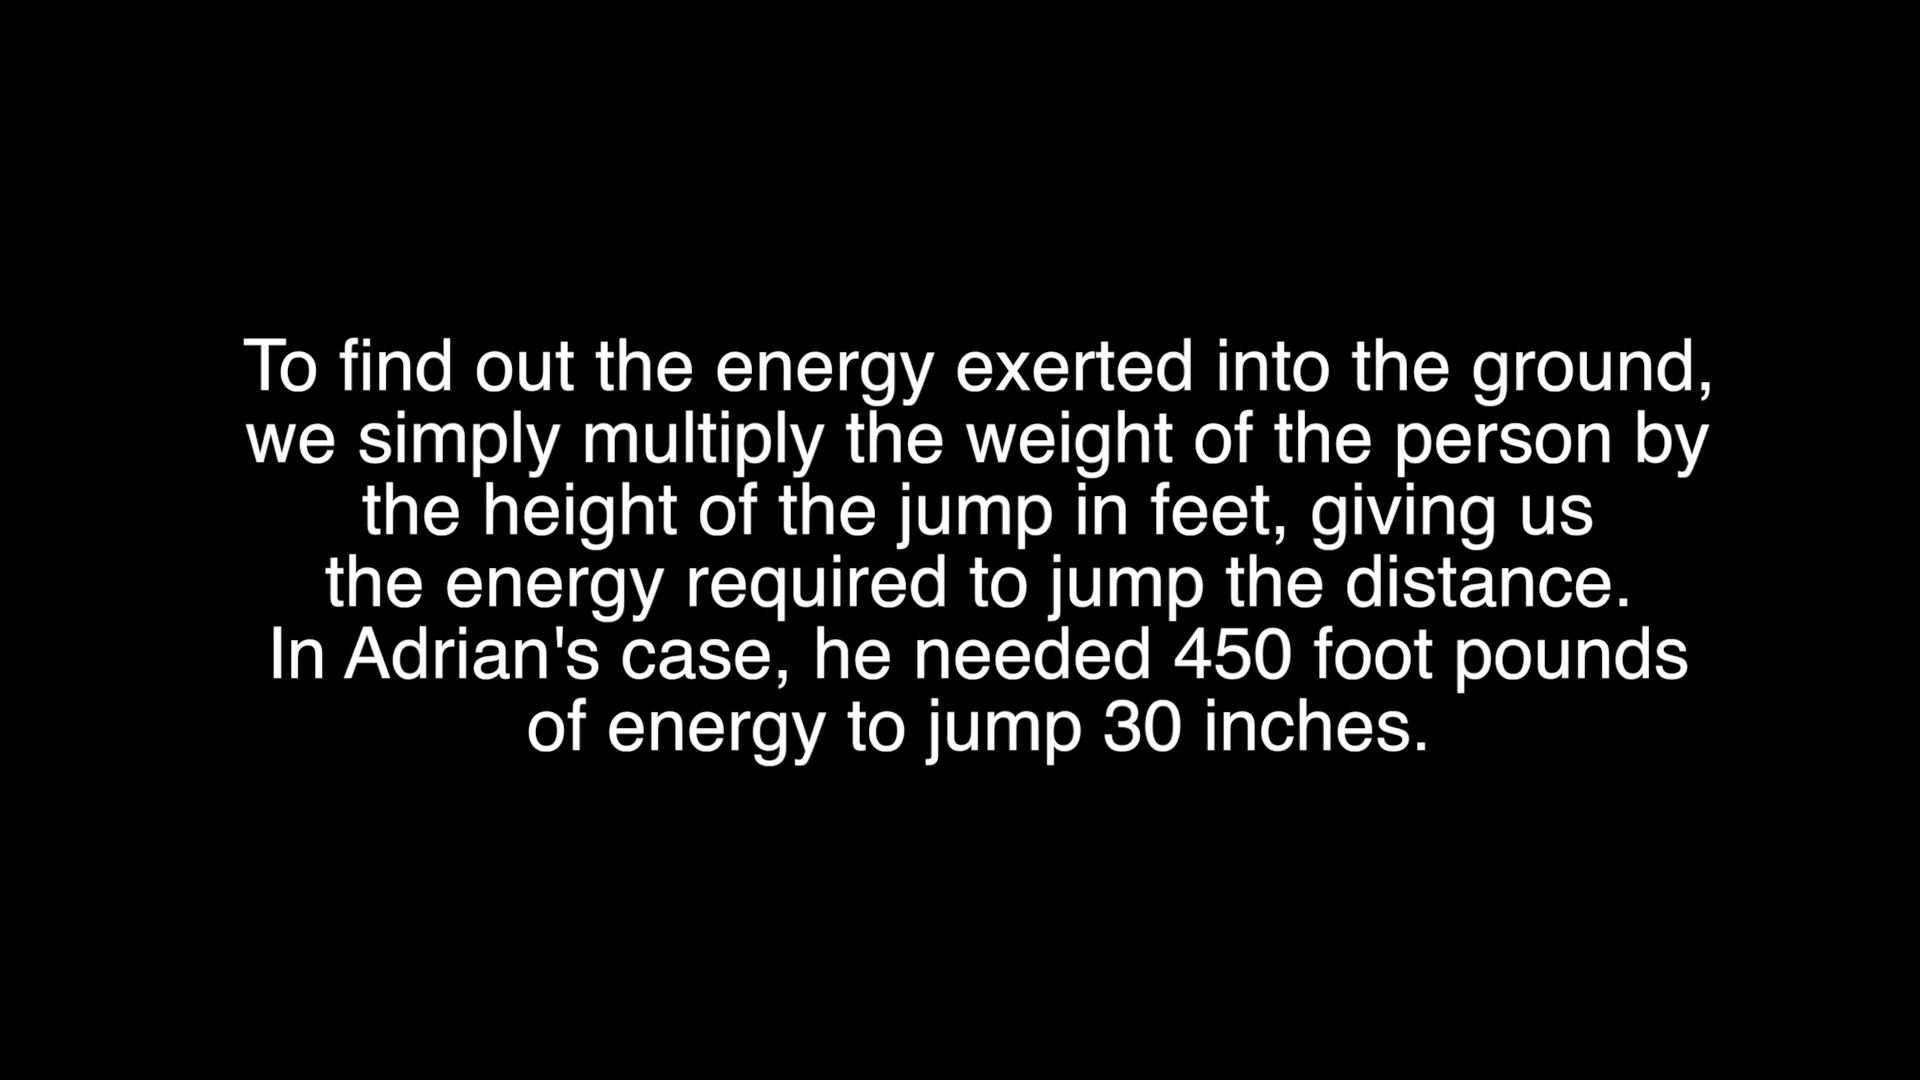 To find out the energy exerted into the ground,
we simply multiply the weight of the person by
the height of the jump in feet, giving us
the energy required to jump the distance.
In Adrian's case, he needed 450 foot pounds
of energy to jump 30 inches.